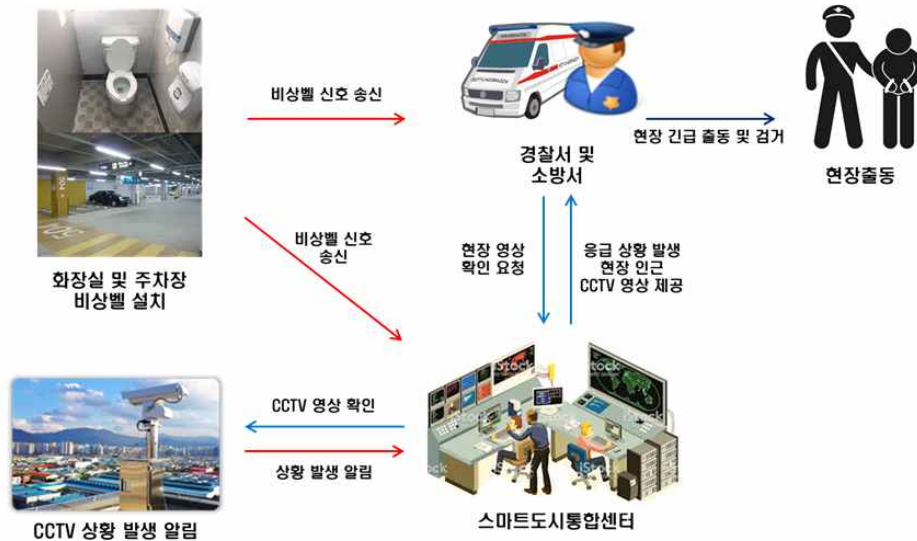 비상벨 신호 송신
경찰서 및
소방서
현장 긴급 출동 및 검거
현장출동
비상벨 신호
송신
화장실 및 주차장
비상벨 설치
현장 영상
확인 요청
응급 상황 발생
현장 인근
CCTV 영상 제공
CCTV 영상 확인
상황 발생 알림
CCTV 상황 발생 알림
iStock
iStock
iStock
iStock
스마트도시통합센터